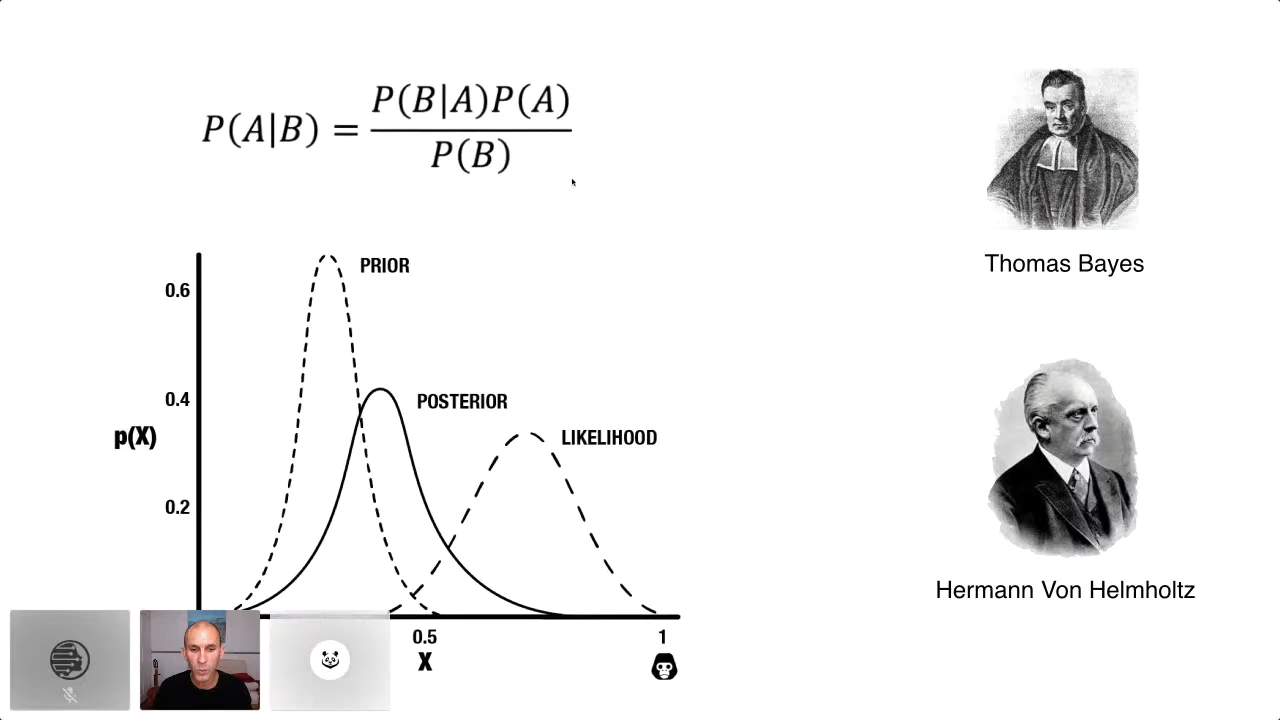 P(A|B) = P(B|A)P(A) / P(B)
Thomas Bayes
PRIOR
0.6
0.4
POSTERIOR
p(X)
LIKELIHOOD
0.2
Hermann Von Helmholtz
0.5
1
X